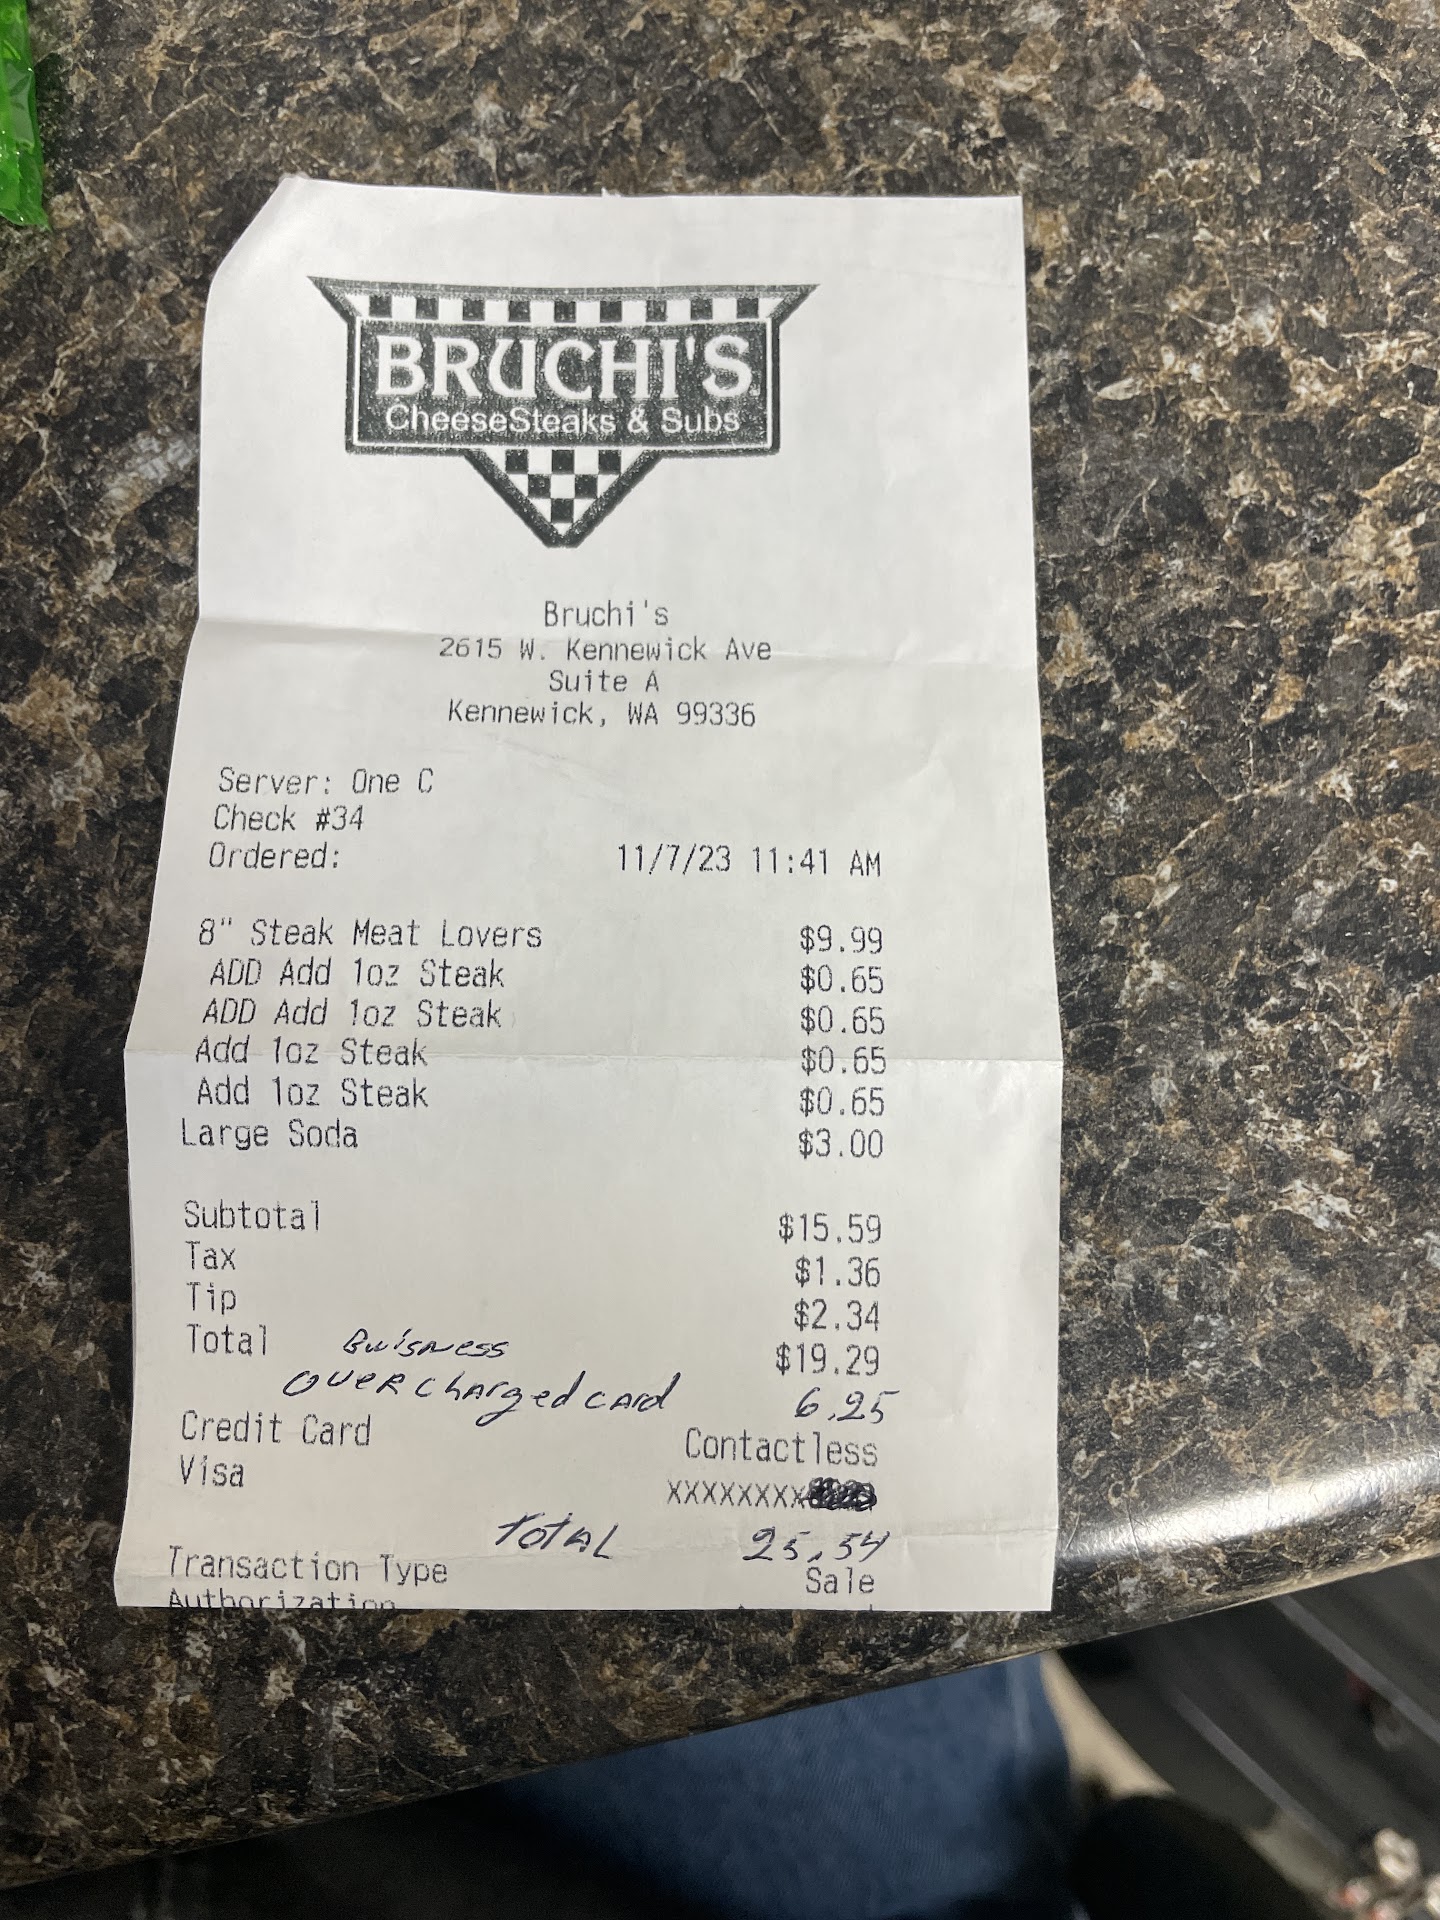 BRUCHI'S
CheeseSteaks & Subs
Bruchi's
2615 W. Kennewick Ave
Suite A
Kennewick, WA 99336
Server: One C
Check #34
Ordered: 11/7/23 11:41 AM
8" Steak Meat Lovers $9.99
ADD Add 1oz Steak $0.65
ADD Add 1oz Steak $0.65
Add 1oz Steak $0.65
Add 1oz Steak $0.65
Large Soda $3.00
Subtotal $15.59
Tax $1.36
Tip $2.34
Total $19.29
Buisness
overcharged card 6.25
Credit Card Contactless
Visa XXXXXXXX
Total 25.54
Transaction Type Sale
Authorization